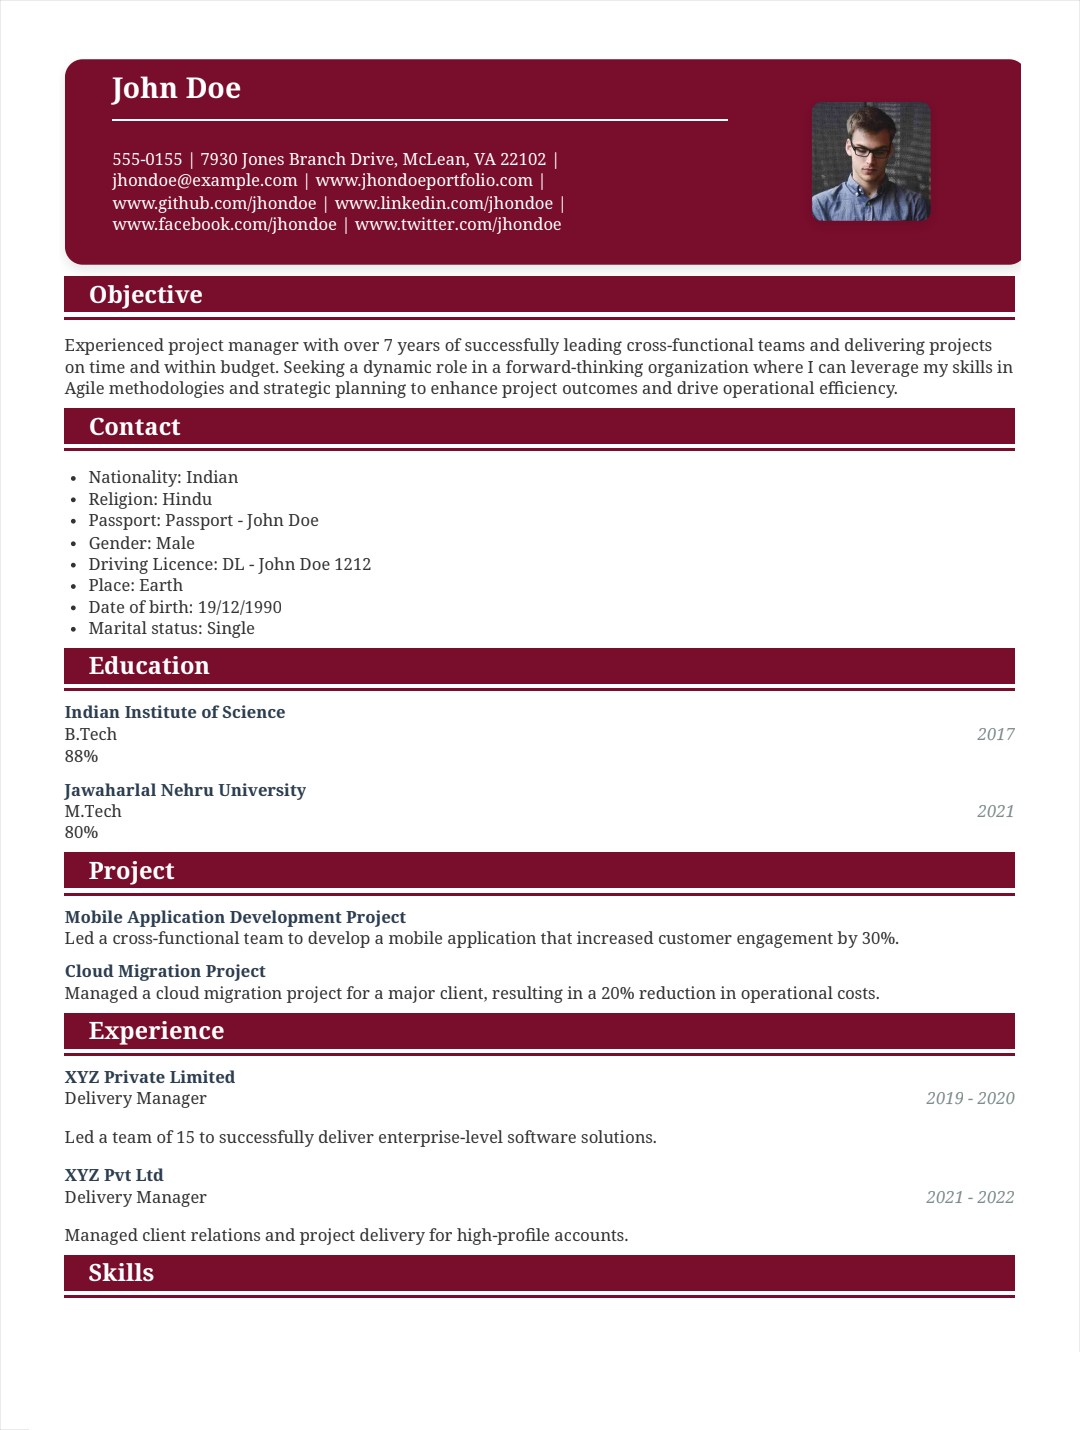 John Doe
555-0155 | 7930 Jones Branch Drive, McLean, VA 22102 |
jhondoe@example.com | www.jhondoeportfolio.com |
www.github.com/jhondoe | www.linkedin.com/jhondoe |
www.facebook.com/jhondoe | www.twitter.com/jhondoe
Objective
Experienced project manager with over 7 years of successfully leading cross-functional teams and delivering projects
on time and within budget. Seeking a dynamic role in a forward-thinking organization where I can leverage my skills in
Agile methodologies and strategic planning to enhance project outcomes and drive operational efficiency.
Contact
• Nationality: Indian
• Religion: Hindu
• Passport: Passport - John Doe
• Gender: Male
• Driving Licence: DL - John Doe 1212
• Place: Earth
• Date of birth: 19/12/1990
• Marital status: Single
Education
Indian Institute of Science
B.Tech 2017
88%
Jawaharlal Nehru University
M.Tech 2021
80%
Project
Mobile Application Development Project
Led a cross-functional team to develop a mobile application that increased customer engagement by 30%.
Cloud Migration Project
Managed a cloud migration project for a major client, resulting in a 20% reduction in operational costs.
Experience
XYZ Private Limited
Delivery Manager 2019 - 2020
Led a team of 15 to successfully deliver enterprise-level software solutions.
XYZ Pvt Ltd
Delivery Manager 2021 - 2022
Managed client relations and project delivery for high-profile accounts.
Skills